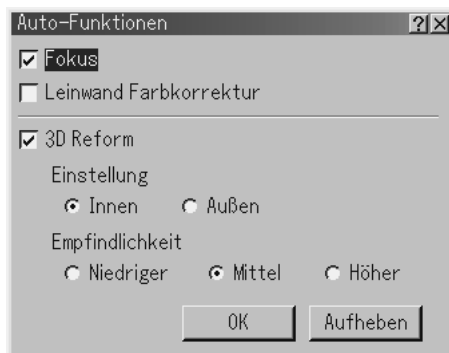 Auto-Funktionen
Fokus
Leinwand Farbkorrektur
3D Reform
Einstellung
Innen Außen
Empfindlichkeit
Niedriger Mittel Höher
OK Aufheben